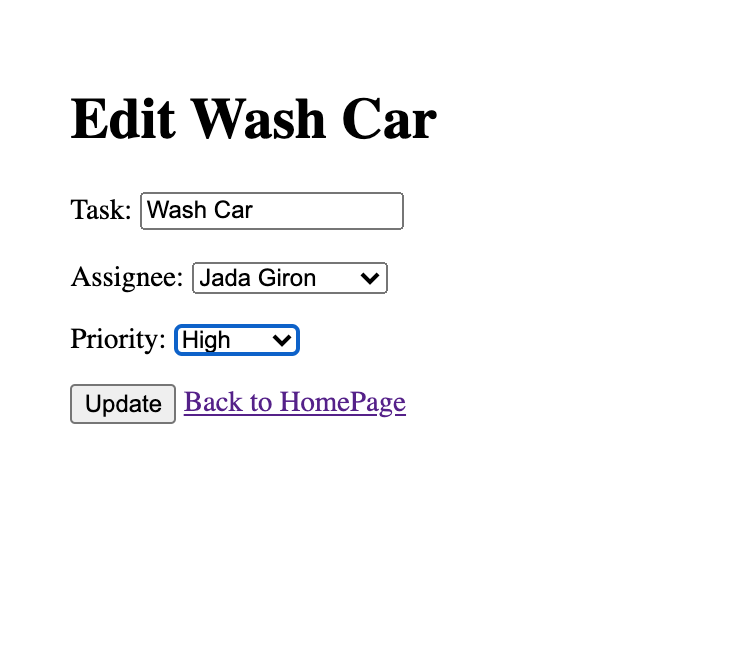 Edit Wash Car
Task: Wash Car
Assignee: Jada Giron
Priority: High
Update Back to HomePage